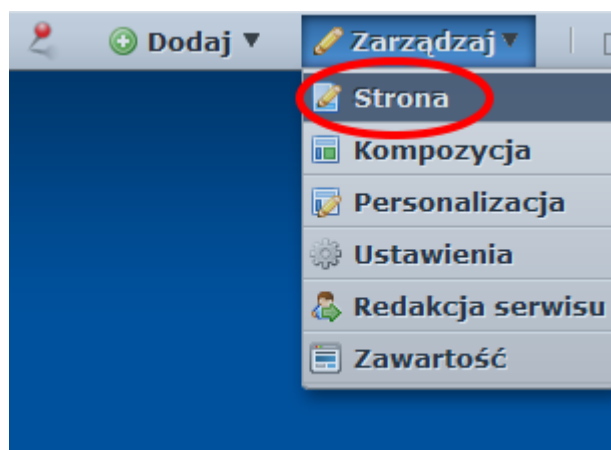 Dodaj ▼ Zarządzaj ▼
Strona
Kompozycja
Personalizacja
Ustawienia
Redakcja serwisu
Zawartość